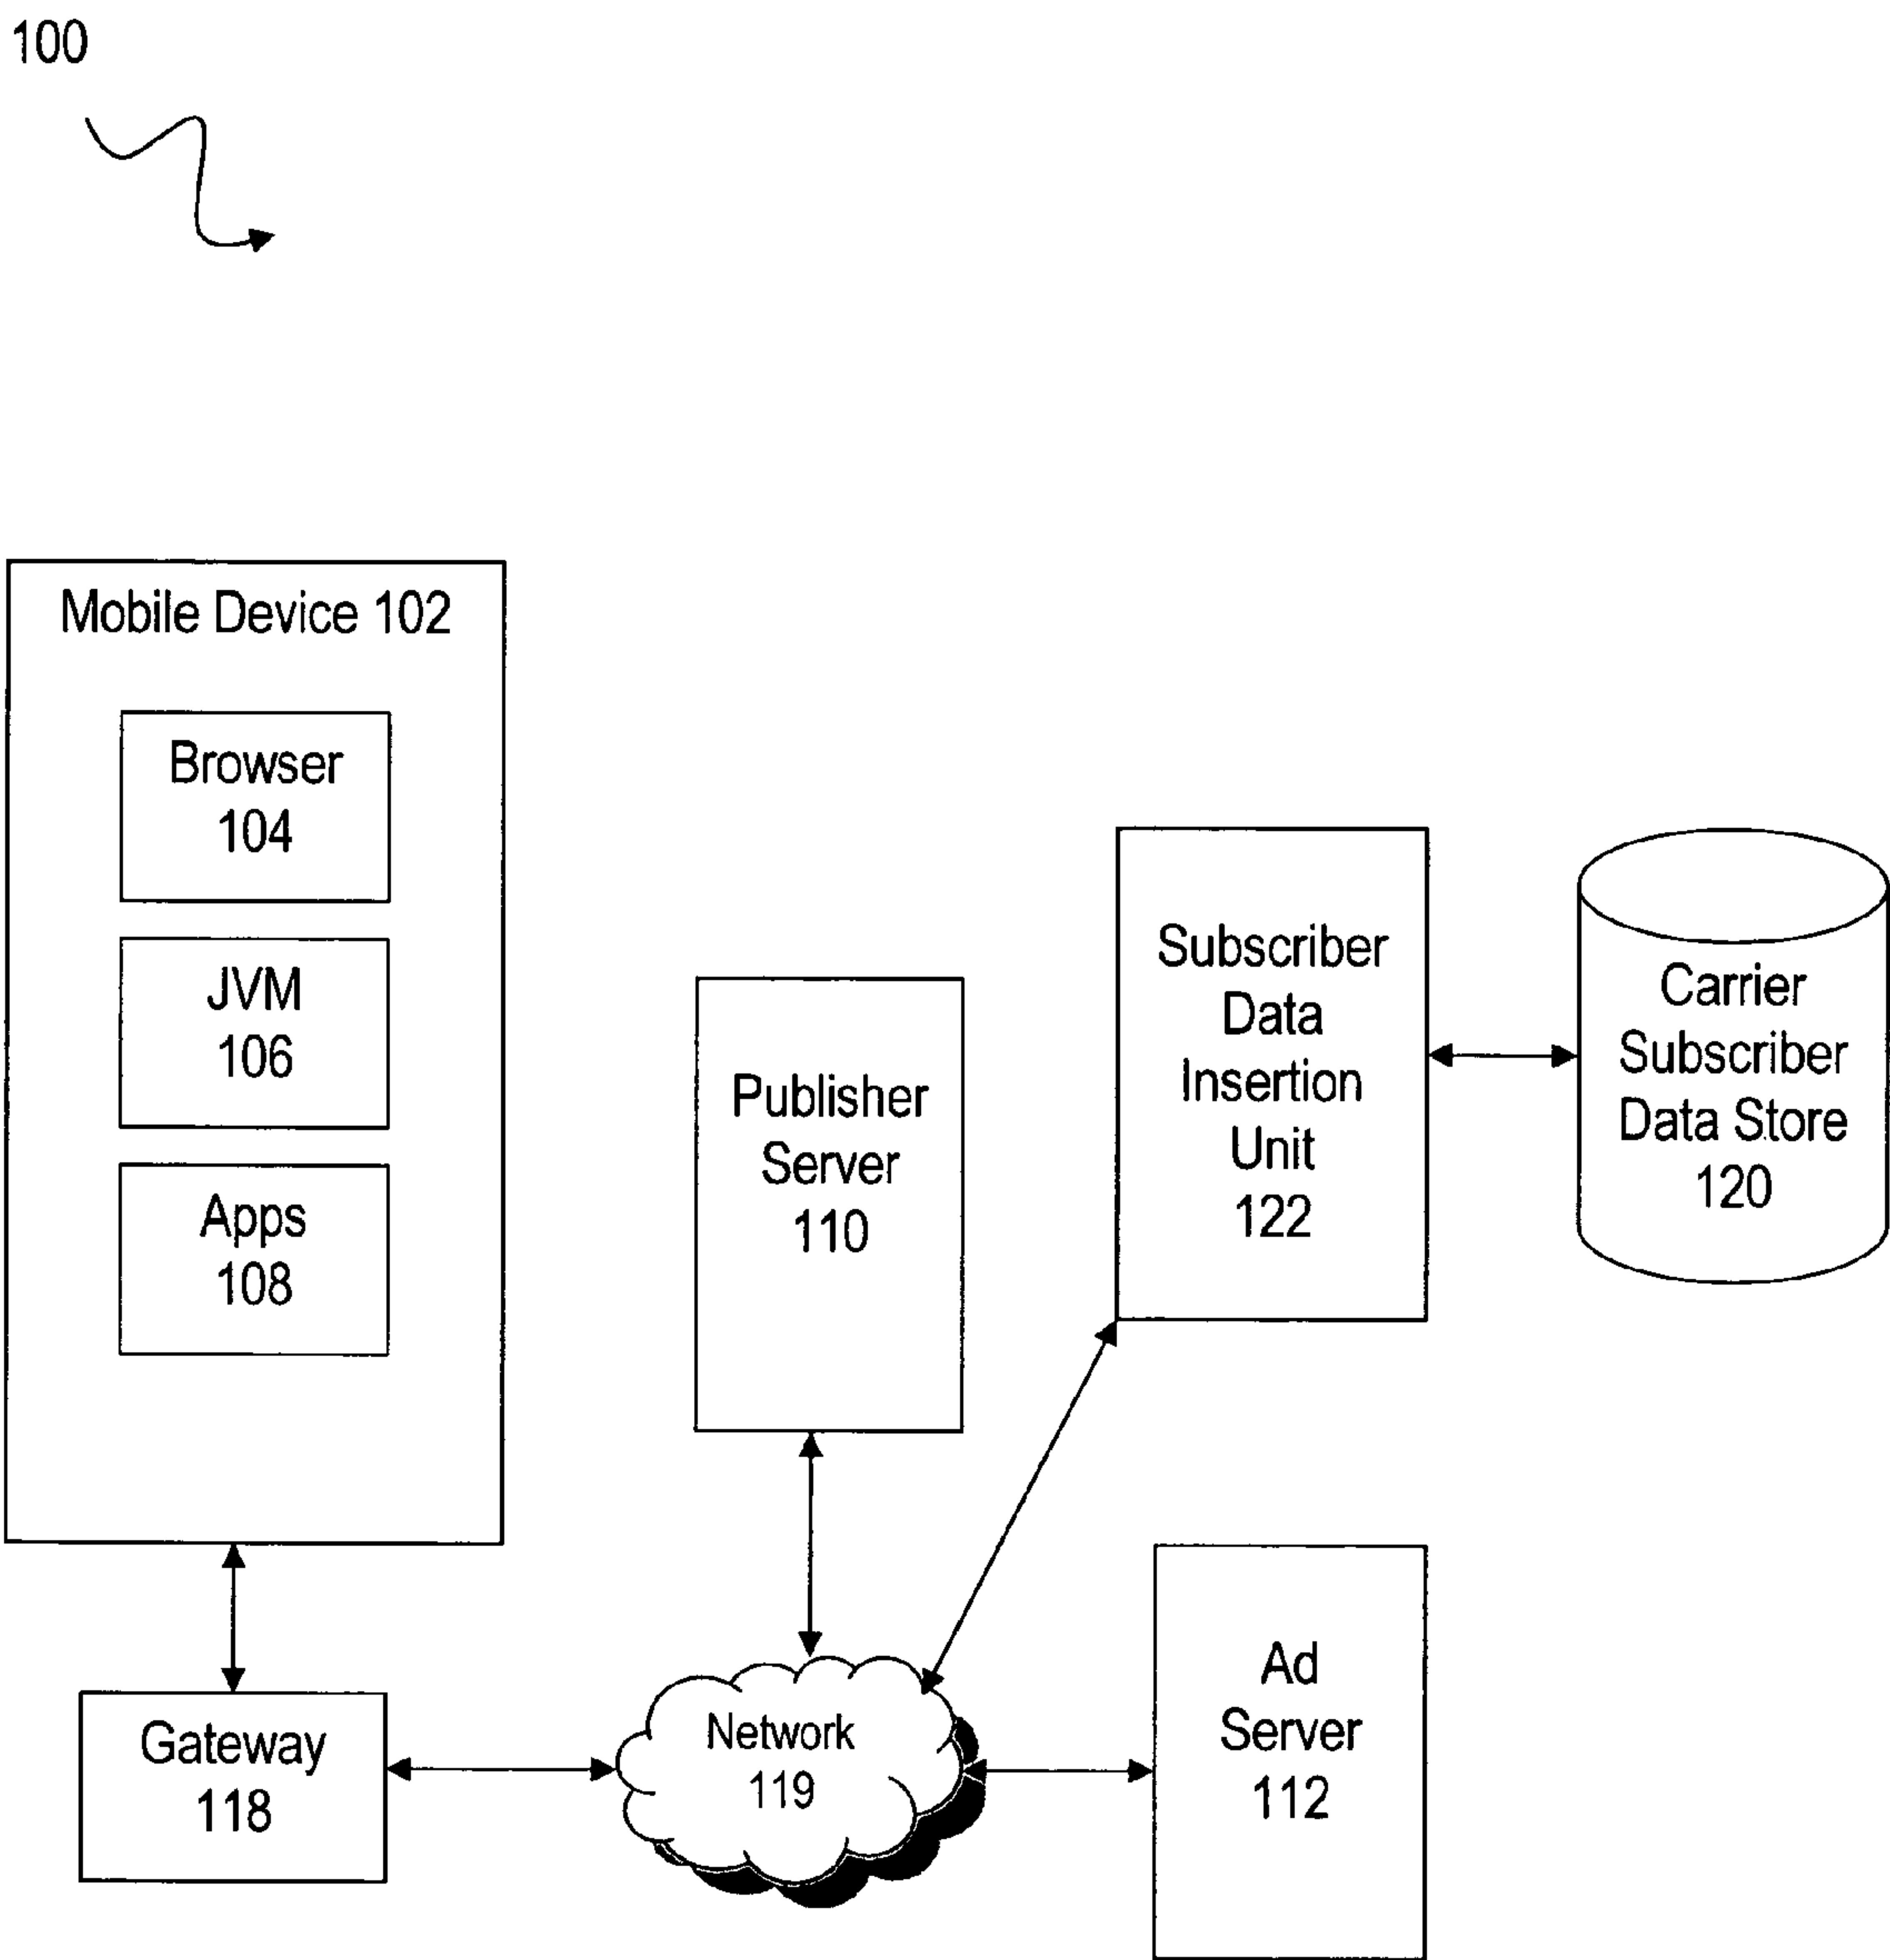 100
Mobile Device 102
Browser
104
JVM
106
Apps
108
Publisher
Server
110
Subscriber
Data
Insertion
Unit
122
Carrier
Subscriber
Data Store
120
Gateway
118
Network
119
Ad
Server
112